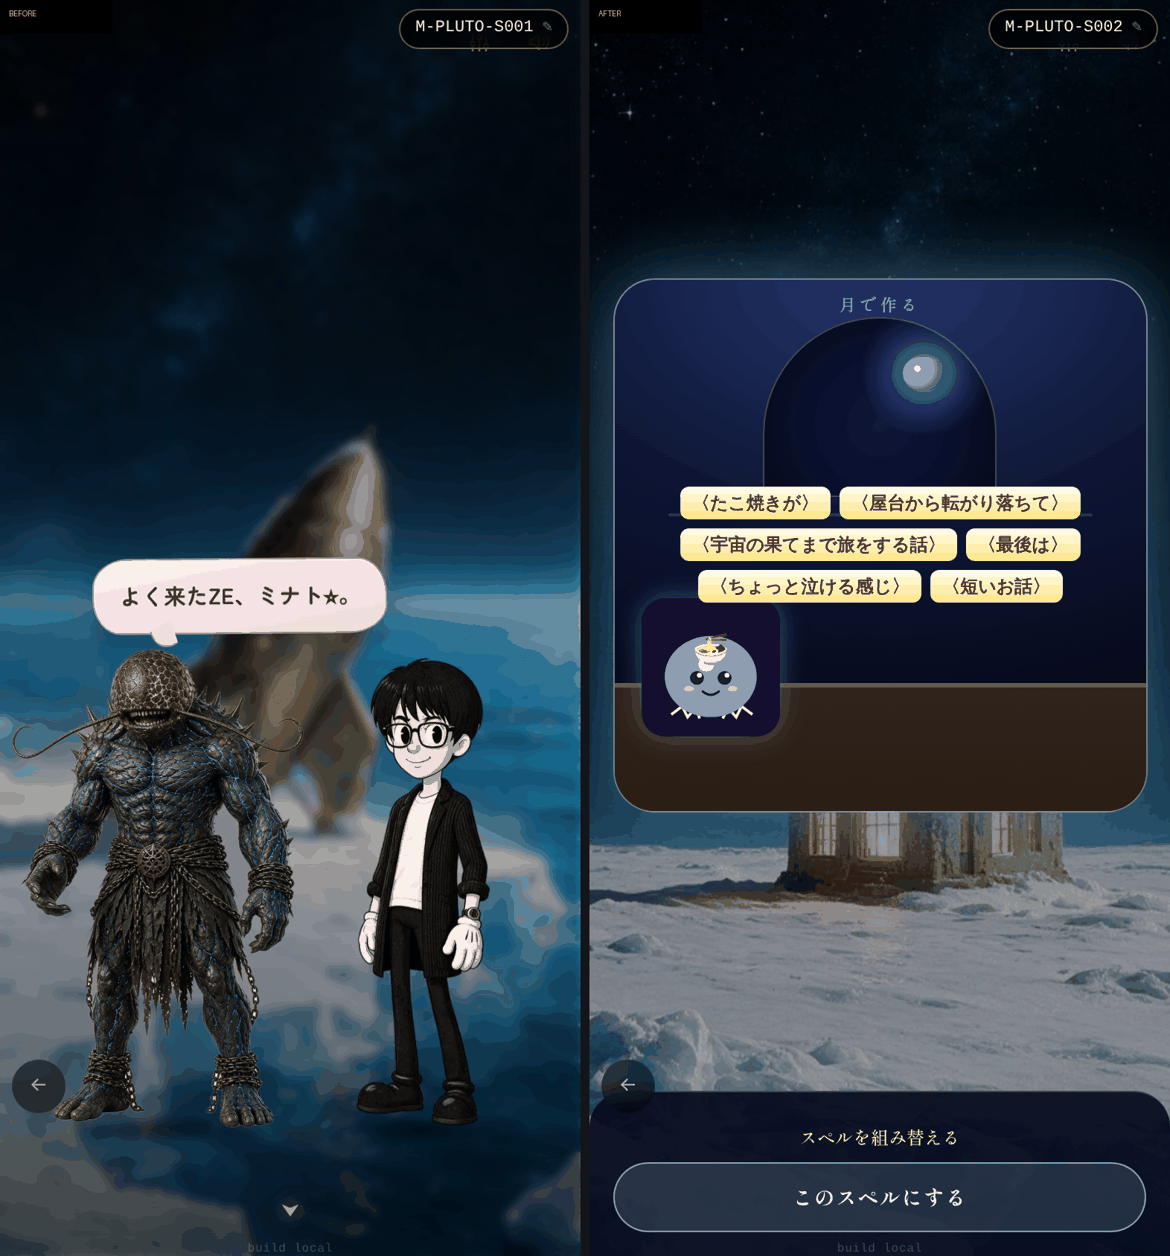 BEFORE
M-PLUTO-S001 ✎
よく来たZE、ミナト★。
build local
AFTER
M-PLUTO-S002 ✎
月で作る
〈たこ焼きが〉 〈屋台から転がり落ちて〉
〈宇宙の果てまで旅をする話〉 〈最後は〉
〈ちょっと泣ける感じ〉 〈短いお話〉
スペルを組み替える
このスペルにする
build local